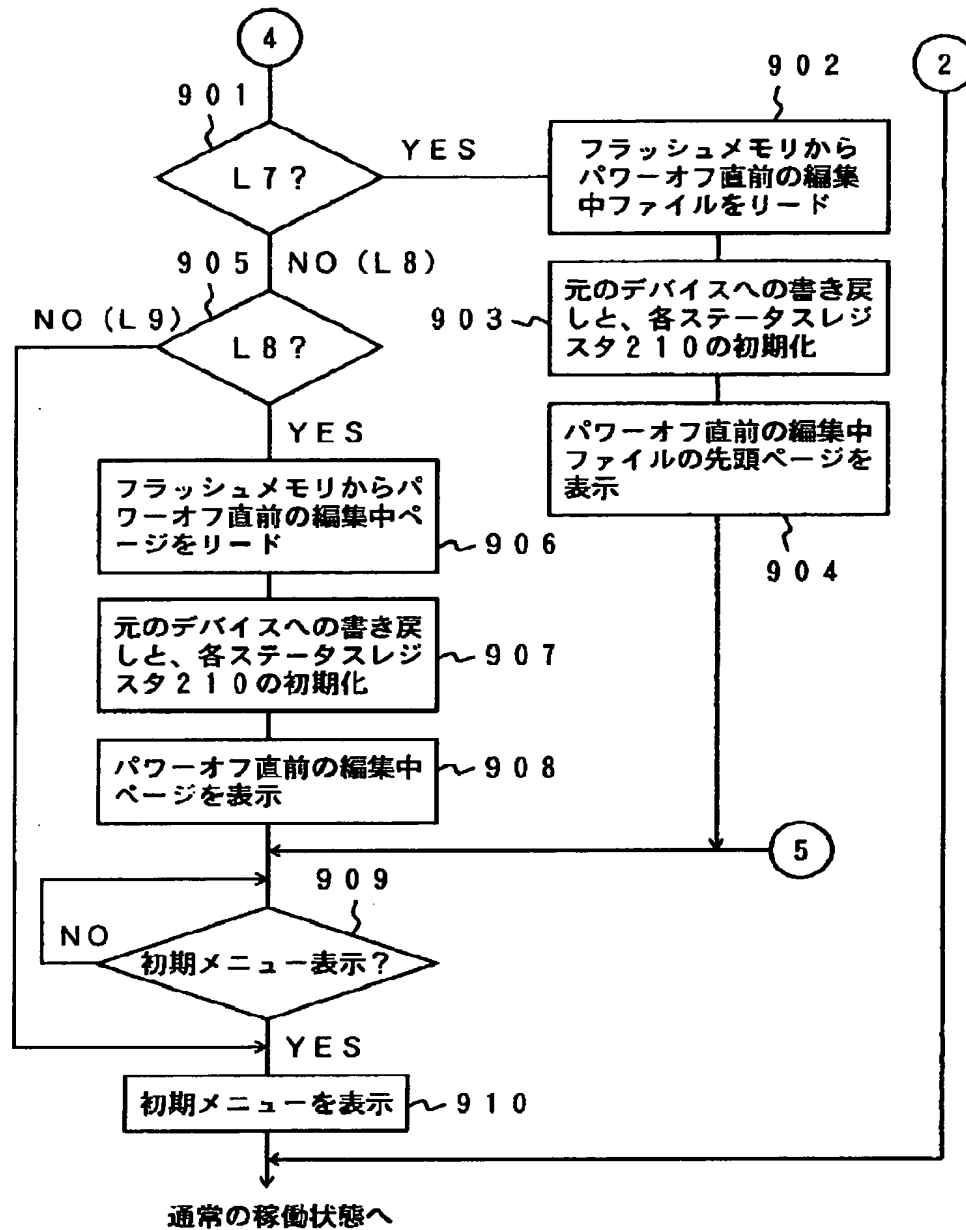 4
2
901
902
L7?
YES
フラッシュメモリから
パワーオフ直前の編集
中ファイルをリード
905
NO (L8)
NO (L9)
L8?
903
元のデバイスへの書き戻
しと、各ステータスレジ
スタ210の初期化
YES
パワーオフ直前の編集中
ファイルの先頭ページを
表示
904
フラッシュメモリからパ
ワーオフ直前の編集中ペ
ージをリード
906
元のデバイスへの書き戻
しと、各ステータスレジ
スタ210の初期化
907
パワーオフ直前の編集中
ページを表示
908
5
909
NO
初期メニュー表示?
YES
初期メニューを表示
910
通常の稼働状態へ